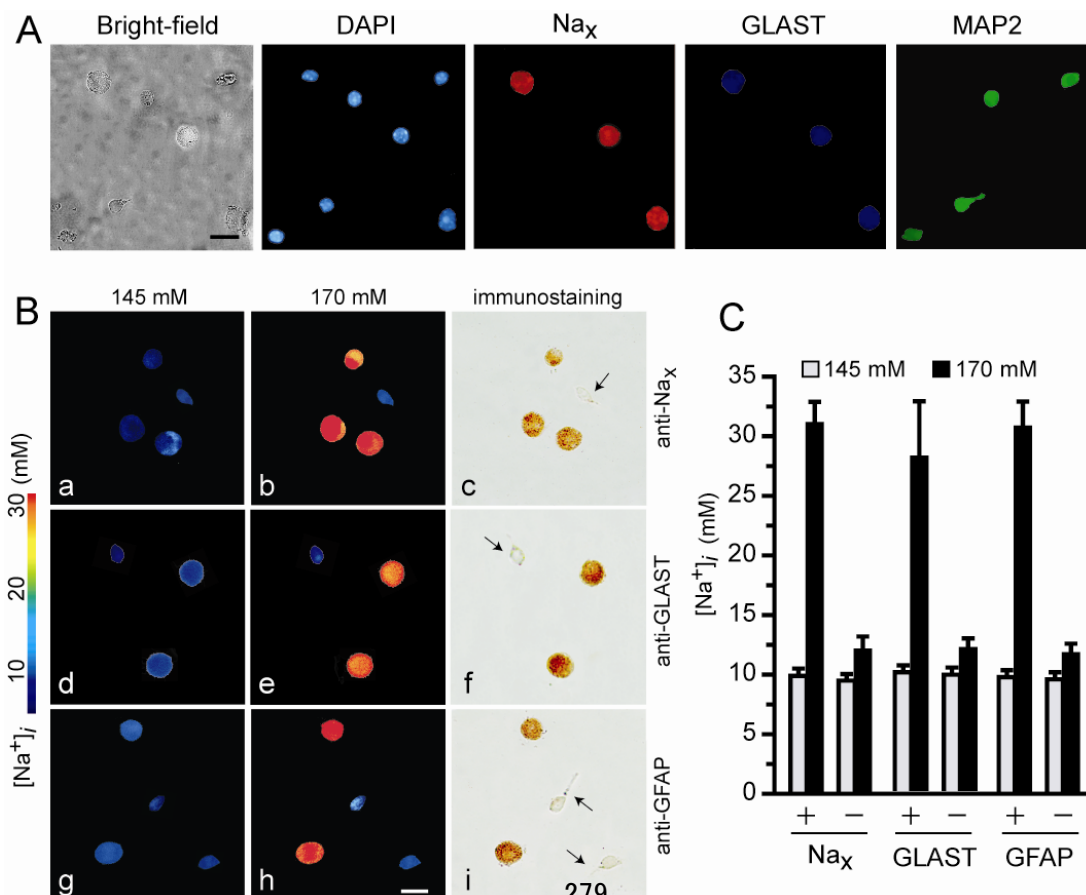 A
Bright-field
DAPI
Naₓ
GLAST
MAP2
B
145 mM
170 mM
immunostaining
a
b
c
anti-Naₓ
d
e
f
anti-GLAST
g
h
i
anti-GFAP
279
30 (mM)
20
10
[Na⁺]ᵢ
C
145 mM
170 mM
35
30
25
20
15
10
5
0
[Na⁺]ᵢ (mM)
+ − + − + −
Naₓ GLAST GFAP